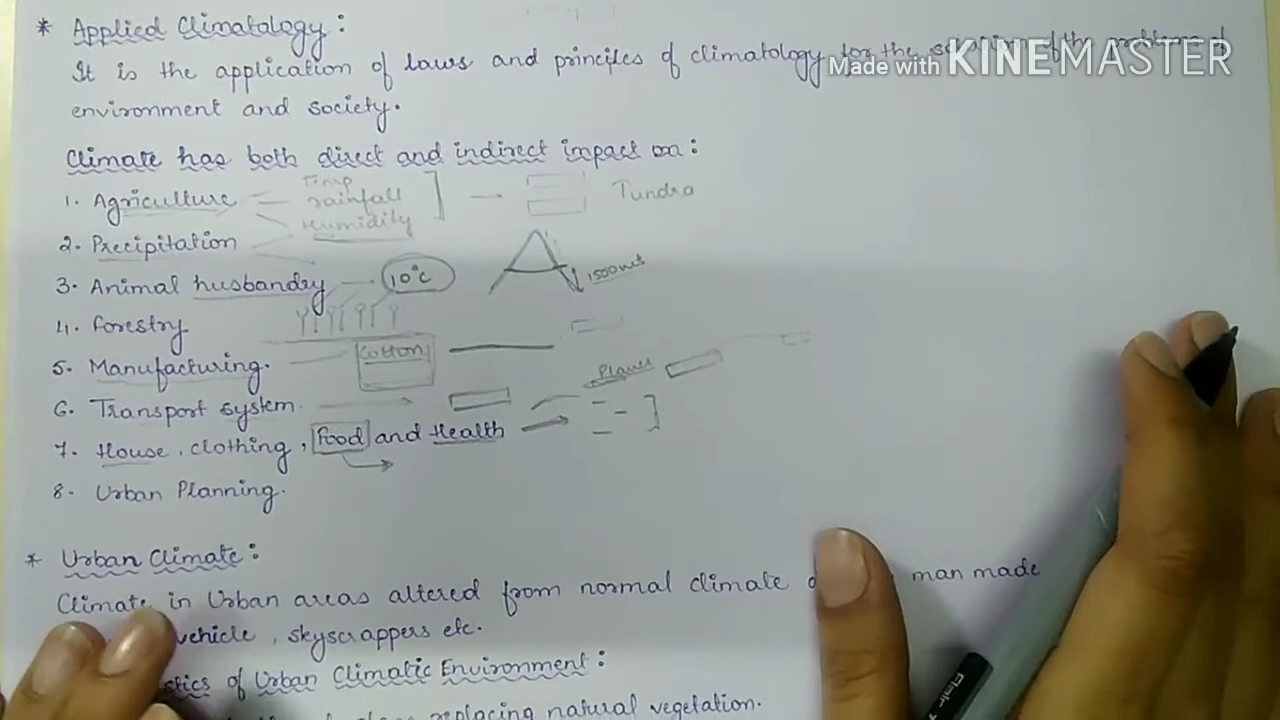 * Applied Climatology:
It is the application of laws and principles of climatology for the
Made with KINEMASTER
environment and society.
Climate has both direct and indirect impact on:
1. Agriculture Temp rainfall Humidity Tundra
2. Precipitation
3. Animal husbandry 10°C 1500mt
4. Forestry
5. Manufacturing. Cotton
6. Transport system Planes
7. House, clothing, Food and Health
8. Urban Planning.
* Urban Climate:
Climate in Urban areas altered from normal climate man made
vehicle, skyscrappers etc.
of Urban Climatic Environment:
replacing natural vegetation.